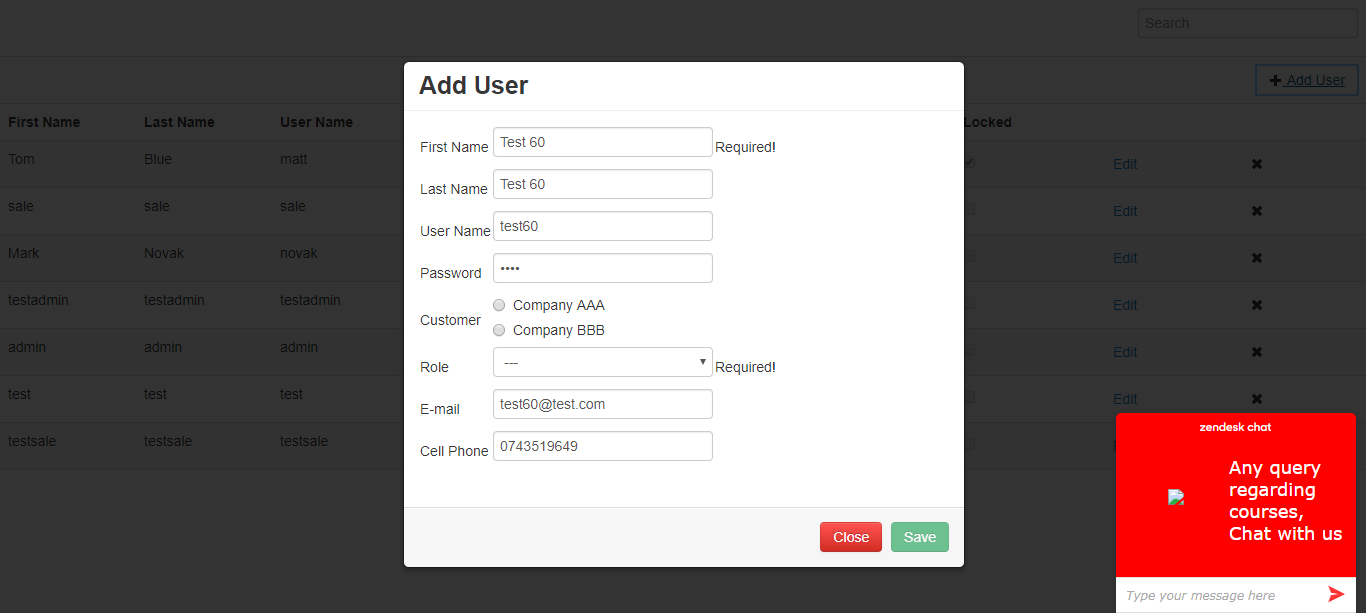 Search
+ Add User
Add User
First Name Last Name User Name Locked
Tom Blue matt Edit ✖
sale sale sale Edit ✖
Mark Novak novak Edit ✖
testadmin testadmin testadmin Edit ✖
admin admin admin Edit ✖
test test test Edit ✖
testsale testsale testsale
First Name Test 60 Required!
Last Name Test 60
User Name test60
Password ••••
Customer
Company AAA
Company BBB
Role --- Required!
E-mail test60@test.com
Cell Phone 0743519649
Close Save
zendesk chat
Any query
regarding
courses,
Chat with us
Type your message here